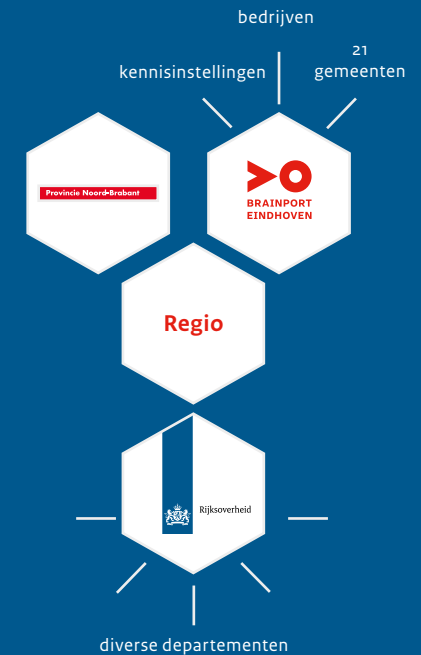 bedrijven
kennisinstellingen
21
gemeenten
Provincie Noord-Brabant
BRAINPORT
EINDHOVEN
Regio
Rijksoverheid
diverse departementen